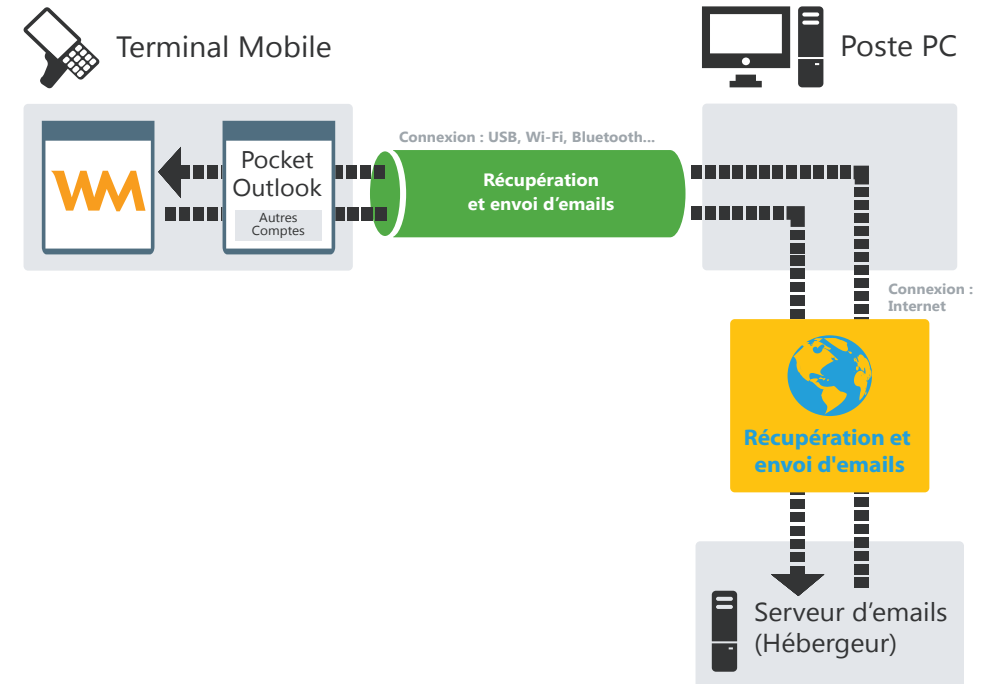 Terminal Mobile
Poste PC
Connexion : USB, Wi-Fi, Bluetooth...
WM
Pocket
Outlook
Autres
Comptes
Récupération
et envoi d’emails
Connexion :
Internet
Récupération et
envoi d'emails
Serveur d’emails
(Hébergeur)